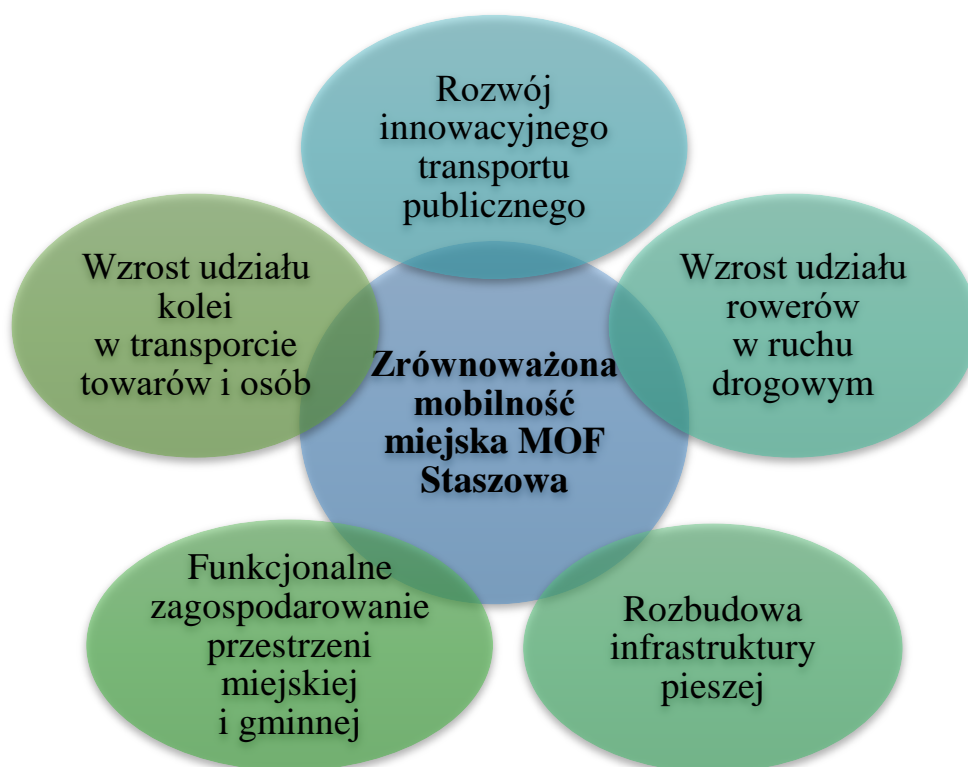 Rozwój
innowacyjnego
transportu
publicznego
Wzrost udziału
kolei
w transporcie
towarów i osób
Wzrost udziału
rowerów
w ruchu
drogowym
Zrównoważona
mobilność
miejska MOF
Staszowa
Funkcjonalne
zagospodarowanie
przestrzeni
miejskiej
i gminnej
Rozbudowa
infrastruktury
pieszej